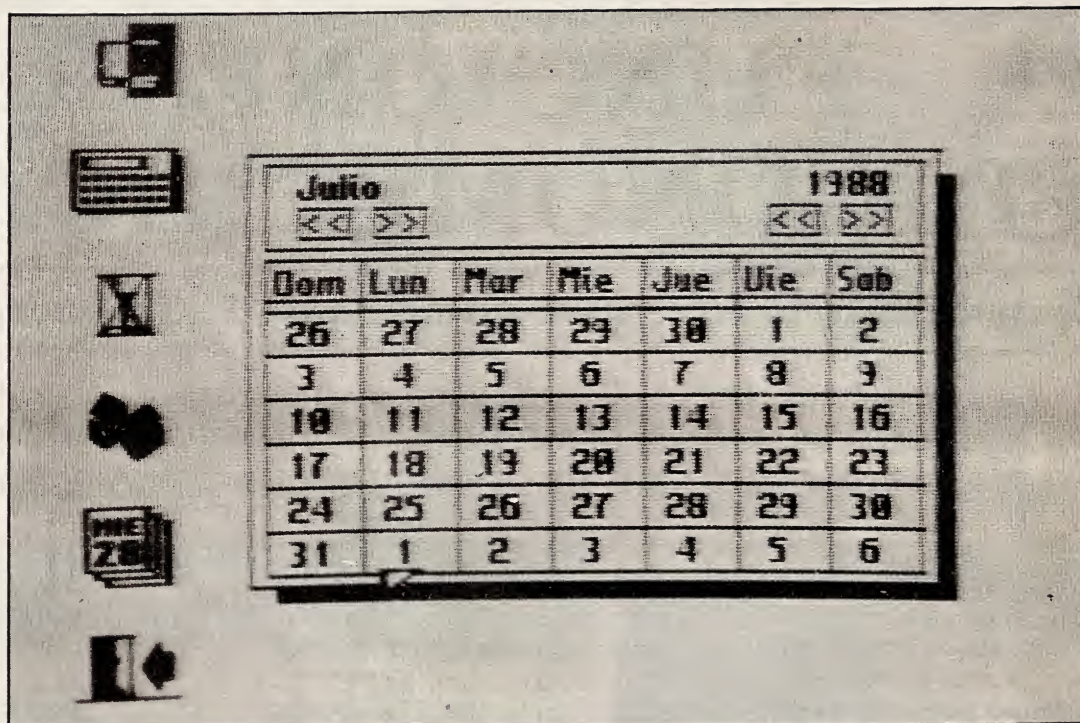 Julio 1988
<< >> << >>
Dom Lun Mar Mie Jue Vie Sab
26 27 28 29 30 1 2
3 4 5 6 7 8 9
10 11 12 13 14 15 16
17 18 19 20 21 22 23
24 25 26 27 28 29 30
31 1 2 3 4 5 6
MIE
28